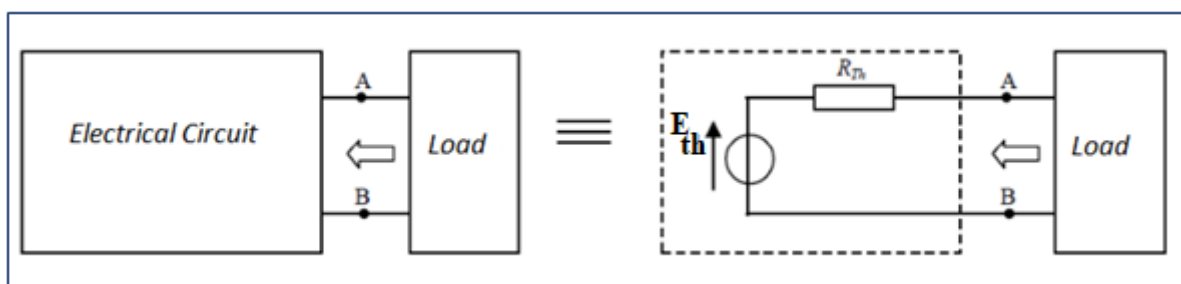 Electrical Circuit
A
B
Load
E
th
R_Th
A
B
Load